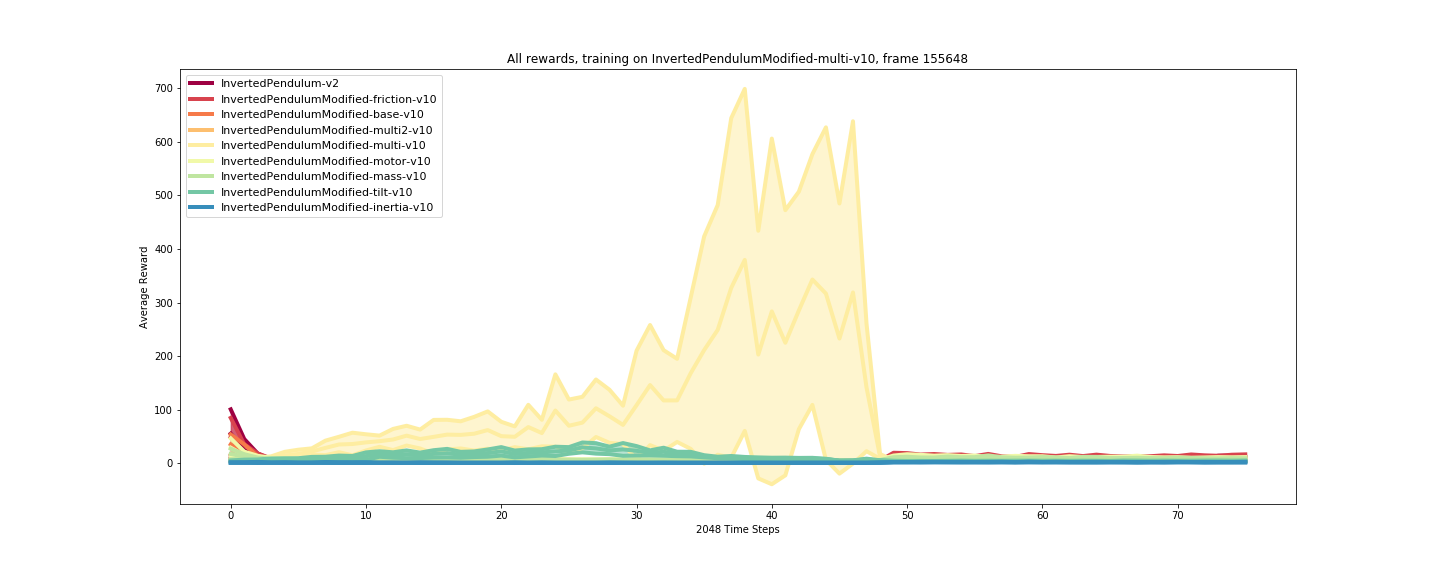 All rewards, training on InvertedPendulumModified-multi-v10, frame 155648
InvertedPendulum-v2
InvertedPendulumModified-friction-v10
InvertedPendulumModified-base-v10
InvertedPendulumModified-multi2-v10
InvertedPendulumModified-multi-v10
InvertedPendulumModified-motor-v10
InvertedPendulumModified-mass-v10
InvertedPendulumModified-tilt-v10
InvertedPendulumModified-inertia-v10
Average Reward
700
600
500
400
300
200
100
0
0 10 20 30 40 50 60 70
2048 Time Steps